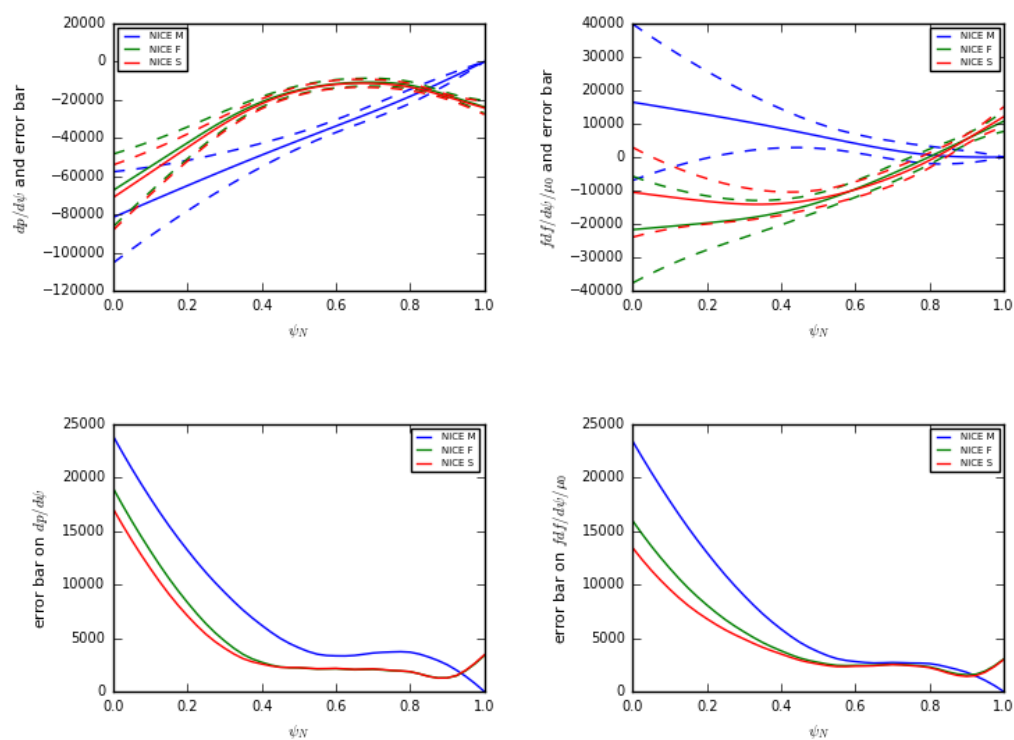 20000
0
−20000
−40000
−60000
−80000
−100000
−120000
0.0 0.2 0.4 0.6 0.8 1.0
dp/dψ and error bar
ψN
NICE M
NICE F
NICE S
40000
30000
20000
10000
0
−10000
−20000
−30000
−40000
0.0 0.2 0.4 0.6 0.8 1.0
fdf/dψ/μ0 and error bar
ψN
NICE M
NICE F
NICE S
25000
20000
15000
10000
5000
0
0.0 0.2 0.4 0.6 0.8 1.0
error bar on dp/dψ
ψN
NICE M
NICE F
NICE S
25000
20000
15000
10000
5000
0
0.0 0.2 0.4 0.6 0.8 1.0
error bar on fdf/dψ/μ0
ψN
NICE M
NICE F
NICE S